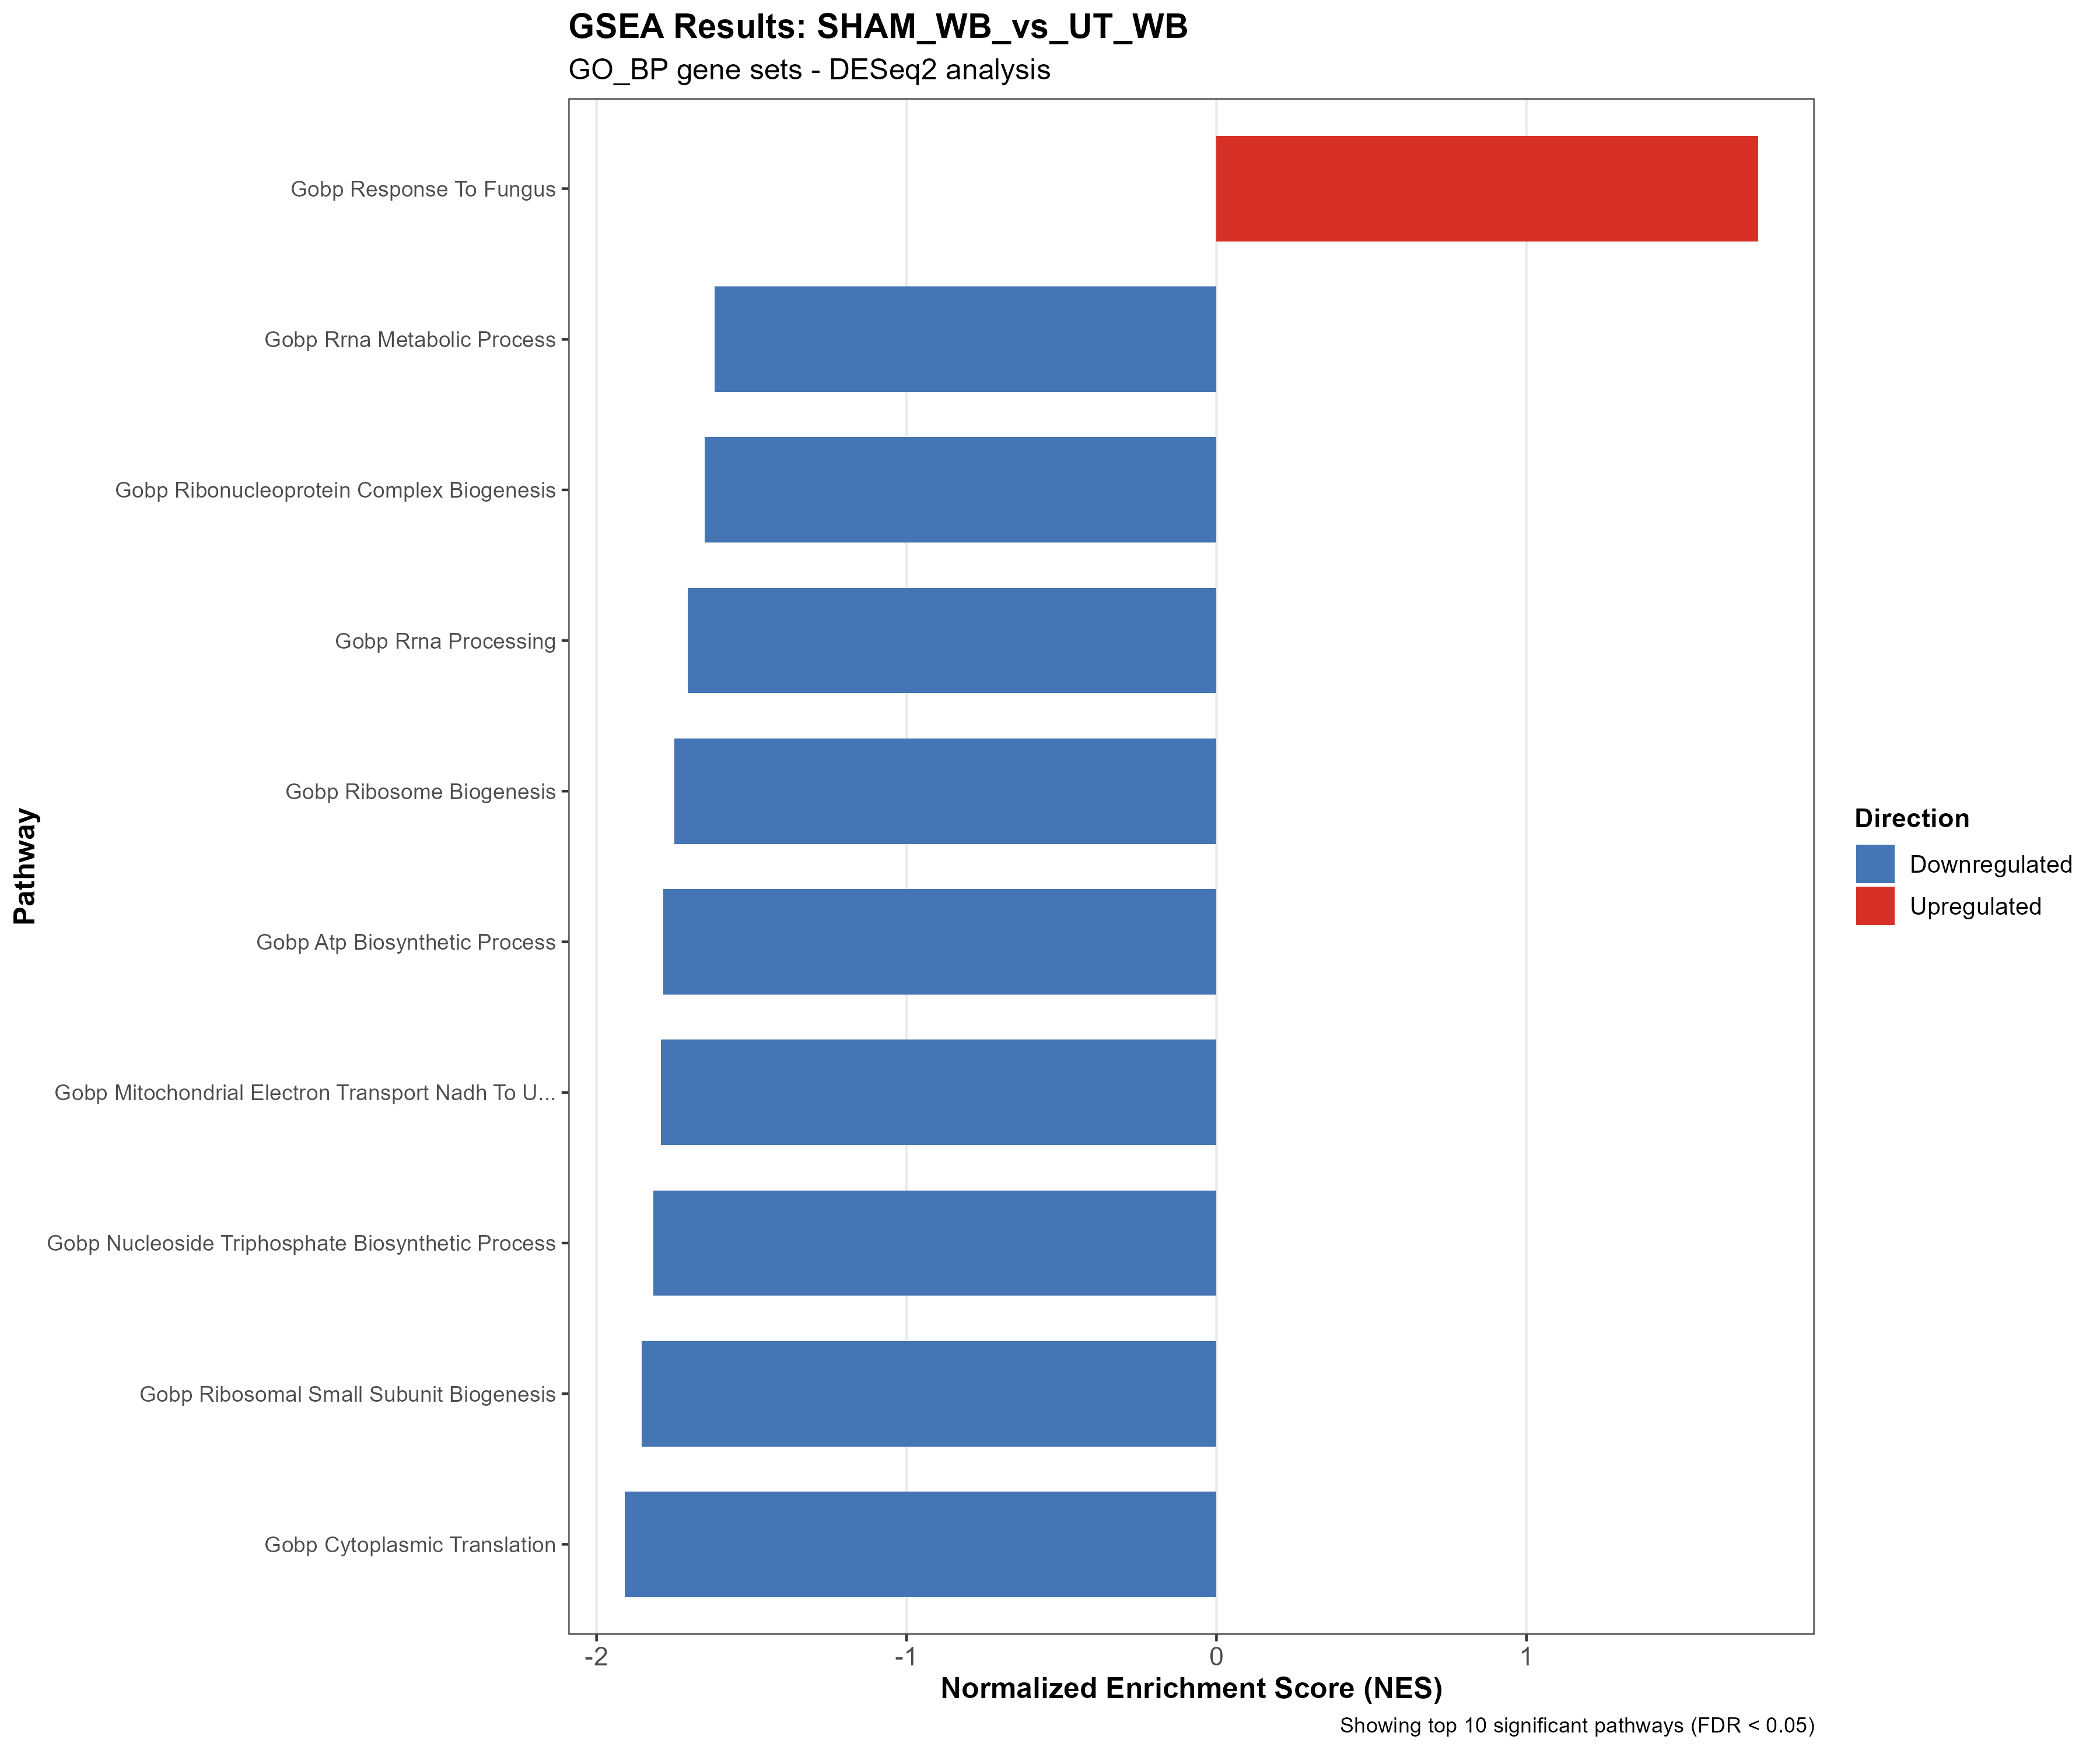 GSEA Results: SHAM_WB_vs_UT_WB
GO_BP gene sets - DESeq2 analysis
Pathway
Gobp Response To Fungus
Gobp Rrna Metabolic Process
Gobp Ribonucleoprotein Complex Biogenesis
Gobp Rrna Processing
Gobp Ribosome Biogenesis
Gobp Atp Biosynthetic Process
Gobp Mitochondrial Electron Transport Nadh To U...
Gobp Nucleoside Triphosphate Biosynthetic Process
Gobp Ribosomal Small Subunit Biogenesis
Gobp Cytoplasmic Translation
-2 -1 0 1
Normalized Enrichment Score (NES)
Showing top 10 significant pathways (FDR < 0.05)
Direction
Downregulated
Upregulated